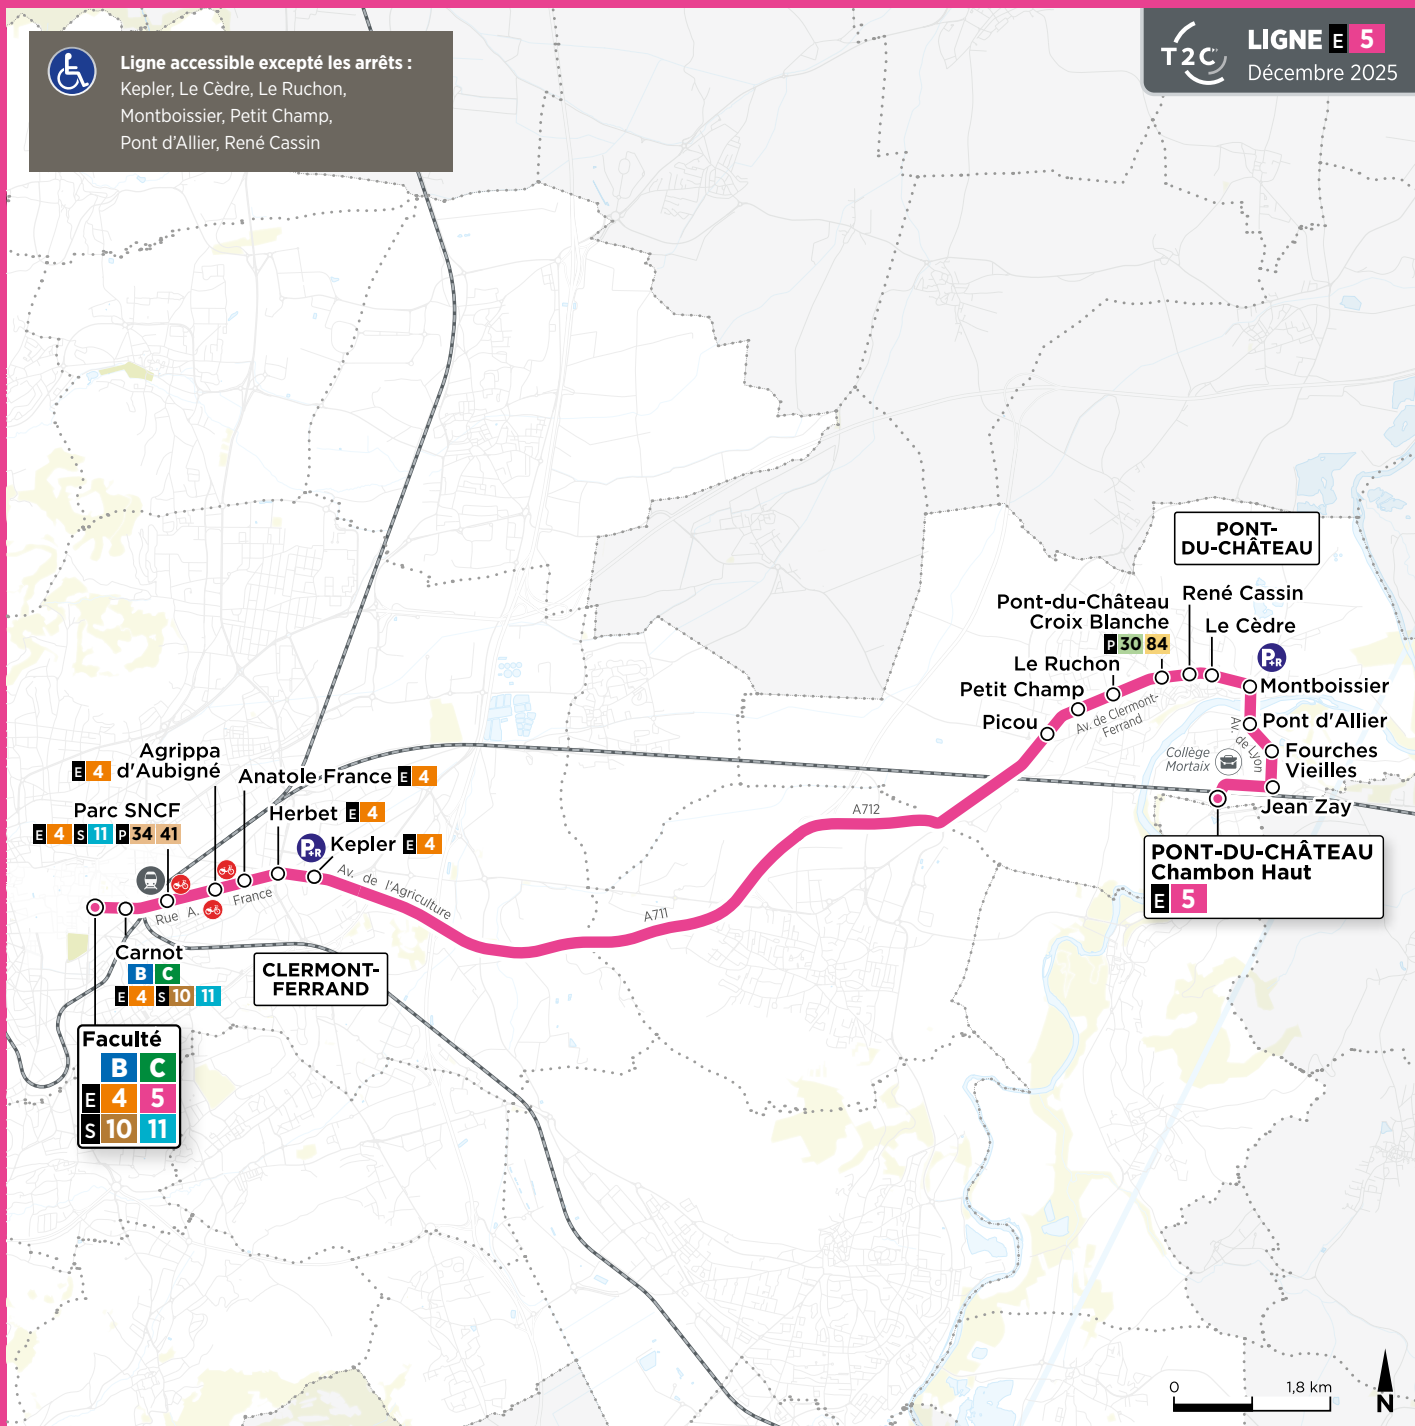 Ligne accessible excepté les arrêts :
Kepler, Le Cèdre, Le Ruchon,
Montboissier, Petit Champ,
Pont d'Allier, René Cassin
T2C
LIGNE E 5
Décembre 2025
PONT-
DU-CHÂTEAU
Pont-du-Château
Croix Blanche
P 30 84
René Cassin
Le Cèdre
P+R
Le Ruchon
Petit Champ
Picou
Montboissier
Pont d'Allier
Fourches
Vieilles
Jean Zay
Av. de Clermont-
Ferrand
Av. de Lyon
Collège
Mortaix
PONT-DU-CHÂTEAU
Chambon Haut
E 5
A712
A711
Agrippa
E 4 d'Aubigné
Anatole France E 4
Parc SNCF
E 4 S 11 P 34 41
Herbet E 4
P+R
Kepler E 4
Av. de l'Agriculture
Rue A. France
Carnot
B C
E 4 S 10 11
CLERMONT-
FERRAND
Faculté
B C
E 4 5
S 10 11
0 1,8 km
N